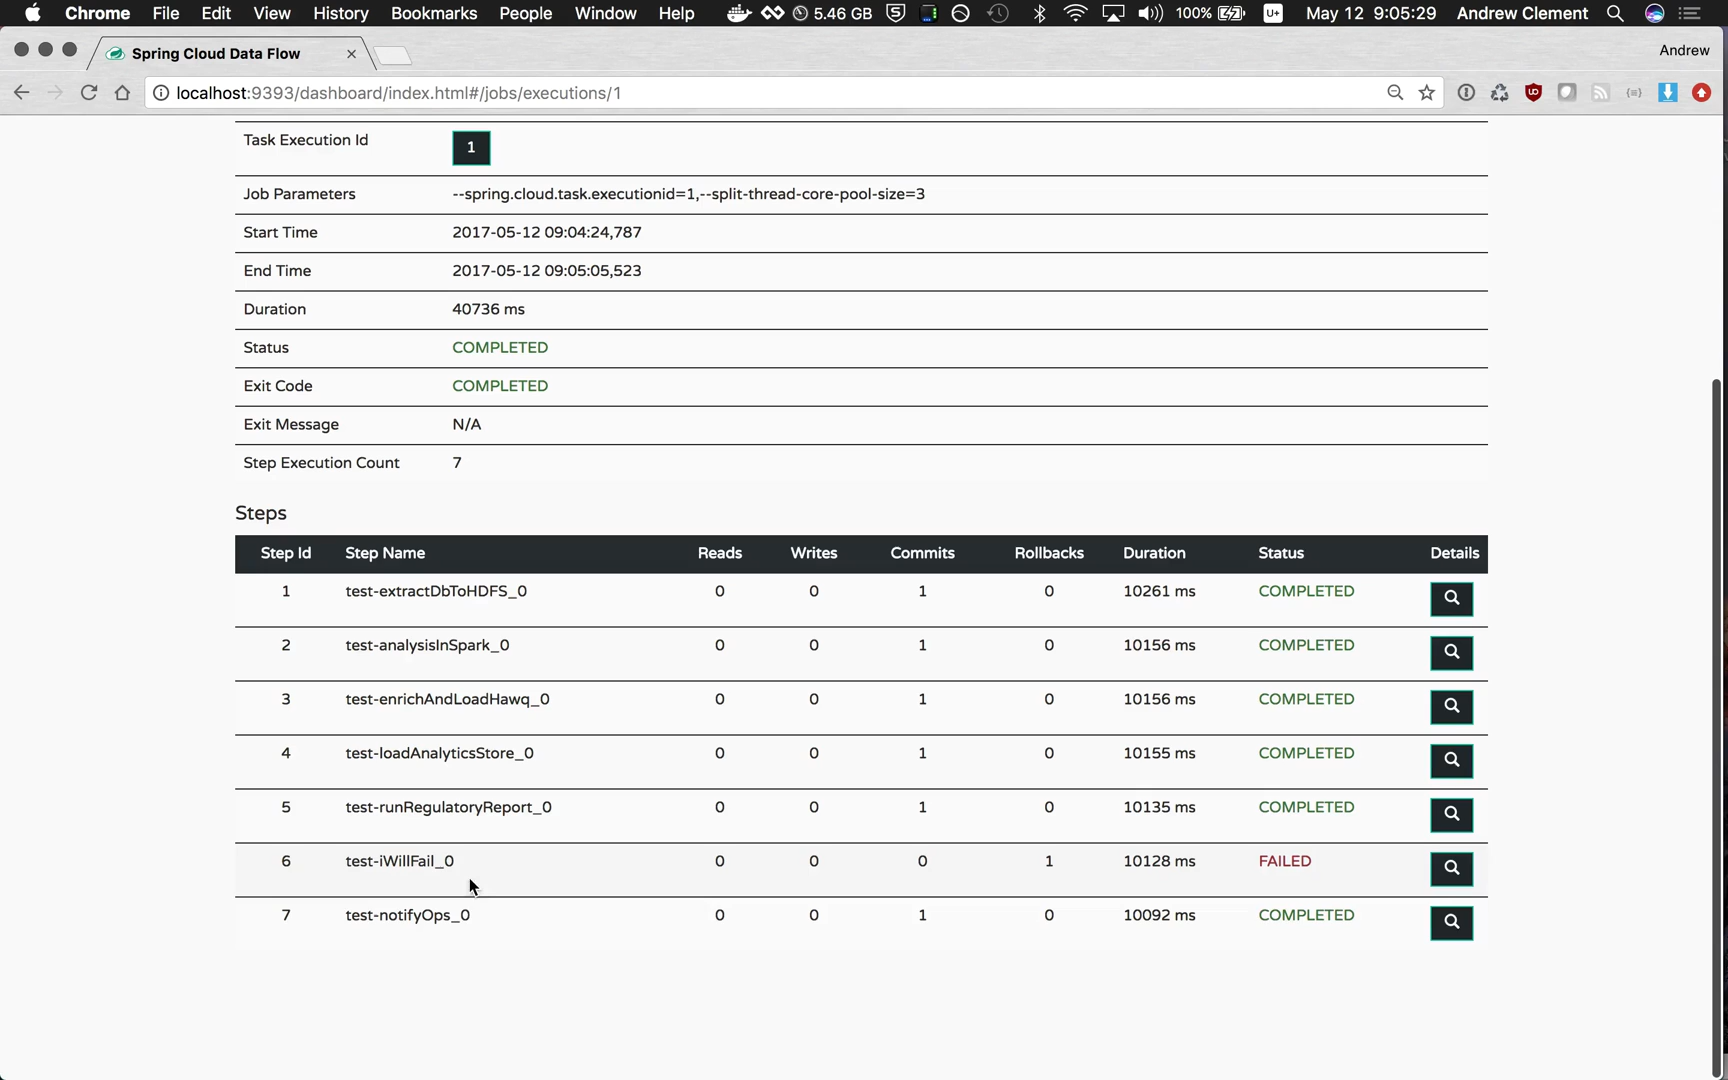 Chrome File Edit View History Bookmarks People Window Help 5.46 GB 100% U+ May 12 9:05:29 Andrew Clement
Spring Cloud Data Flow Andrew
localhost:9393/dashboard/index.html#/jobs/executions/1
Task Execution Id 1
Job Parameters --spring.cloud.task.executionid=1,--split-thread-core-pool-size=3
Start Time 2017-05-12 09:04:24,787
End Time 2017-05-12 09:05:05,523
Duration 40736 ms
Status COMPLETED
Exit Code COMPLETED
Exit Message N/A
Step Execution Count 7
Steps
Step Id Step Name Reads Writes Commits Rollbacks Duration Status Details
1 test-extractDbToHDFS_0 0 0 1 0 10261 ms COMPLETED
2 test-analysisInSpark_0 0 0 1 0 10156 ms COMPLETED
3 test-enrichAndLoadHawq_0 0 0 1 0 10156 ms COMPLETED
4 test-loadAnalyticsStore_0 0 0 1 0 10155 ms COMPLETED
5 test-runRegulatoryReport_0 0 0 1 0 10135 ms COMPLETED
6 test-iWillFail_0 0 0 0 1 10128 ms FAILED
7 test-notifyOps_0 0 0 1 0 10092 ms COMPLETED